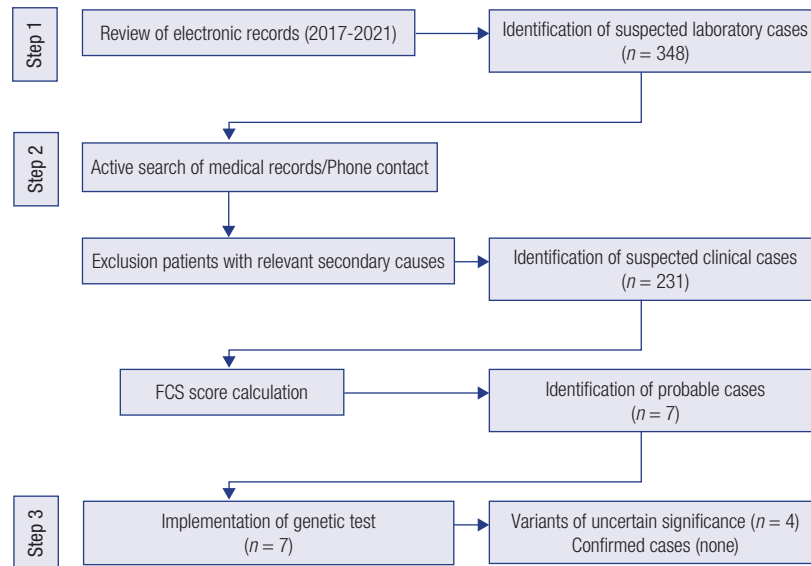 Step 1
Review of electronic records (2017-2021)
Identification of suspected laboratory cases
(n = 348)
Step 2
Active search of medical records/Phone contact
Exclusion patients with relevant secondary causes
Identification of suspected clinical cases
(n = 231)
FCS score calculation
Identification of probable cases
(n = 7)
Step 3
Implementation of genetic test
(n = 7)
Variants of uncertain significance (n = 4)
Confirmed cases (none)